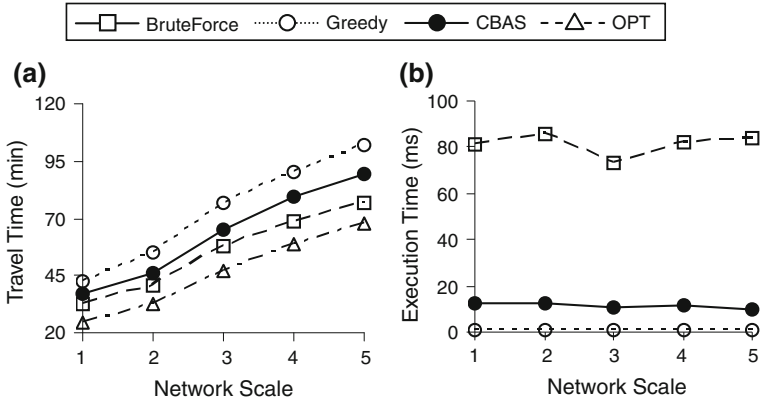 BruteForce Greedy CBAS OPT
(a)
120
95
70
45
20
Travel Time (min)
1 2 3 4 5
Network Scale
(b)
100
80
60
40
20
0
Execution Time (ms)
1 2 3 4 5
Network Scale